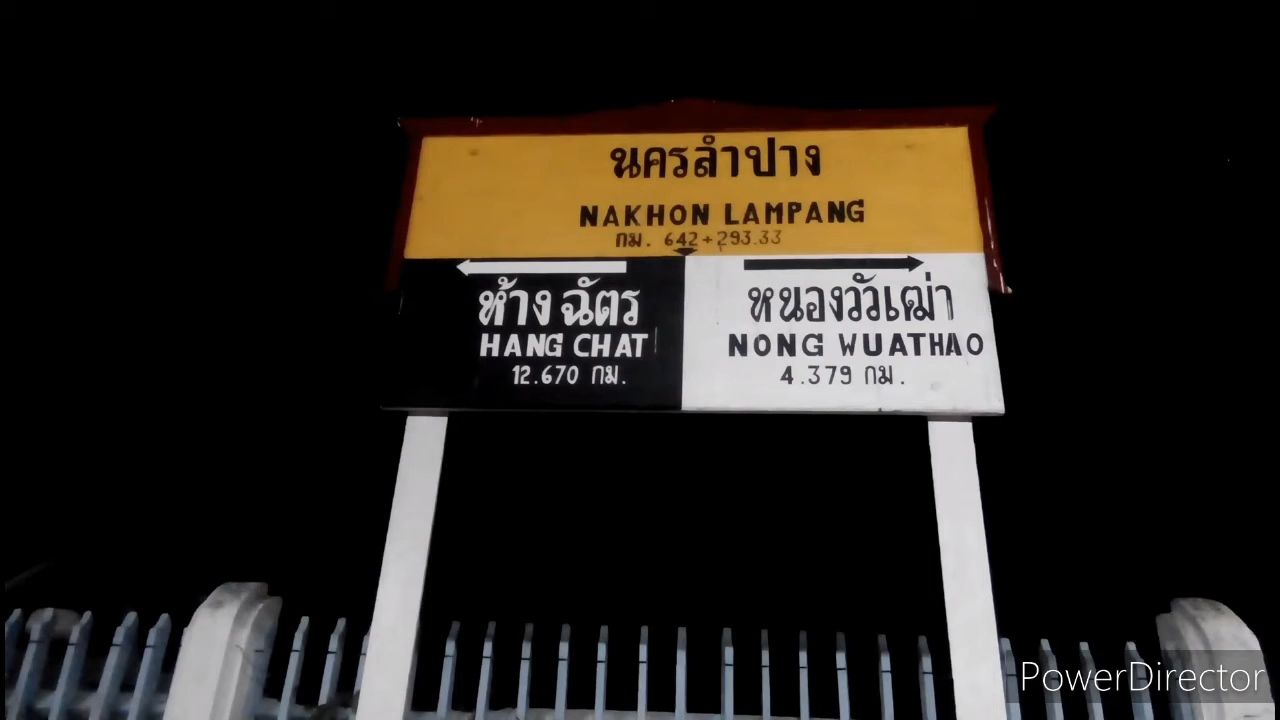 นครลำปาง
NAKHON LAMPANG
กม. 642+293.33
ห้างฉัตร
HANG CHAT
12.670 กม.
หนองวัวเฒ่า
NONG WUATHAO
4.379 กม.
PowerDirector